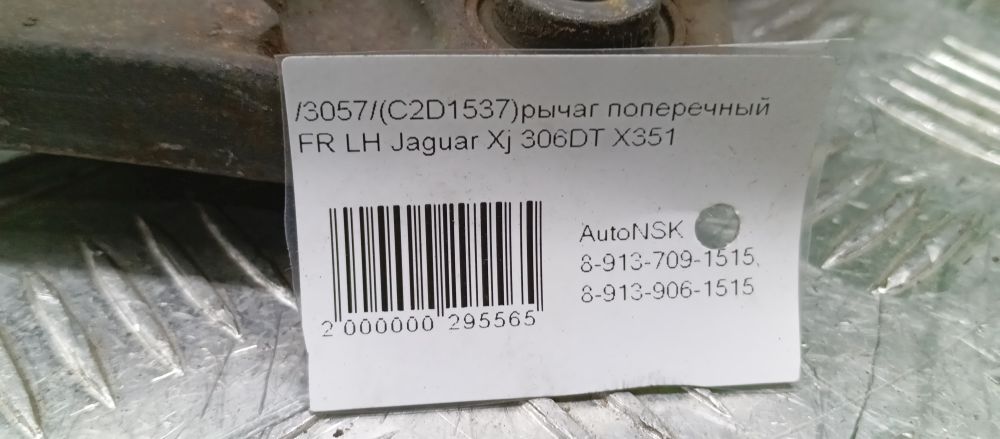 /3057/(C2D1537)рычаг поперечный
FR LH Jaguar Xj 306DT X351
AutoNSK
8-913-709-1515,
8-913-906-1515
2 000000 295565